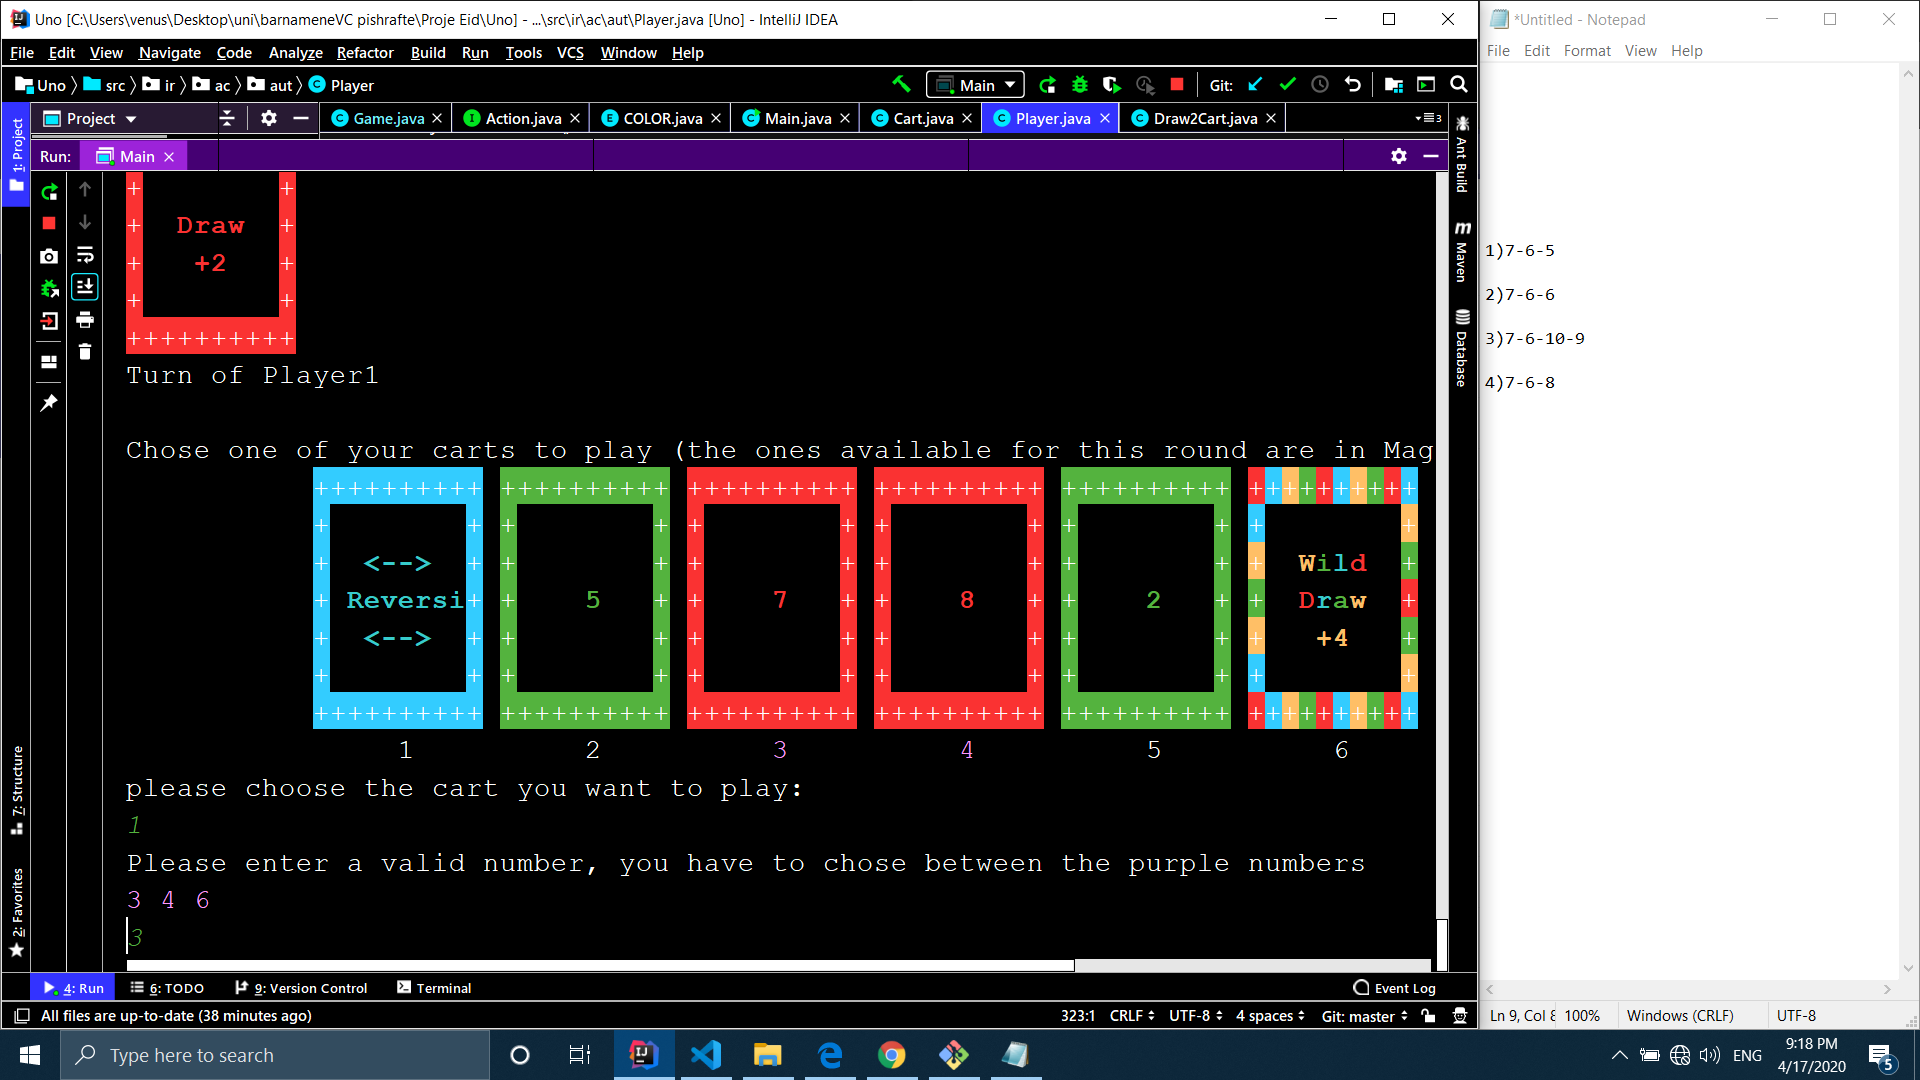 Uno [C:\Users\venus\Desktop\uni\barnameneVC pishrafte\Proje Eid\Uno] - ...\src\ir\ac\aut\Player.java [Uno] - IntelliJ IDEA
File Edit View Navigate Code Analyze Refactor Build Run Tools VCS Window Help
Uno src ir ac aut Player Main Git:
Project Game.java Action.java COLOR.java Main.java Cart.java Player.java Draw2Cart.java 3
Run: Main
1: Project
7: Structure
2: Favorites
Ant Build
Maven
Database
+ +
+ Draw +
+ +2 +
+ +
++++++++++
Turn of Player1
Chose one of your carts to play (the ones available for this round are in Mag
++++++++++ ++++++++++ ++++++++++ ++++++++++ ++++++++++ ++++++++++
+ + + + + + + + + + + +
+ <--> + + + + + + + + + + Wild +
+ Reversi+ + 5 + + 7 + + 8 + + 2 + + Draw +
+ <--> + + + + + + + + + + +4 +
+ + + + + + + + + + + +
++++++++++ ++++++++++ ++++++++++ ++++++++++ ++++++++++ ++++++++++
1 2 3 4 5 6
please choose the cart you want to play:
1
Please enter a valid number, you have to chose between the purple numbers
3 4 6
3
4: Run 6: TODO 9: Version Control Terminal Event Log
All files are up-to-date (38 minutes ago) 323:1 CRLF UTF-8 4 spaces Git: master
*Untitled - Notepad
File Edit Format View Help
1)7-6-5
2)7-6-6
3)7-6-10-9
4)7-6-8
Ln 9, Col 8 100% Windows (CRLF) UTF-8
Type here to search
ENG
9:18 PM
4/17/2020
5